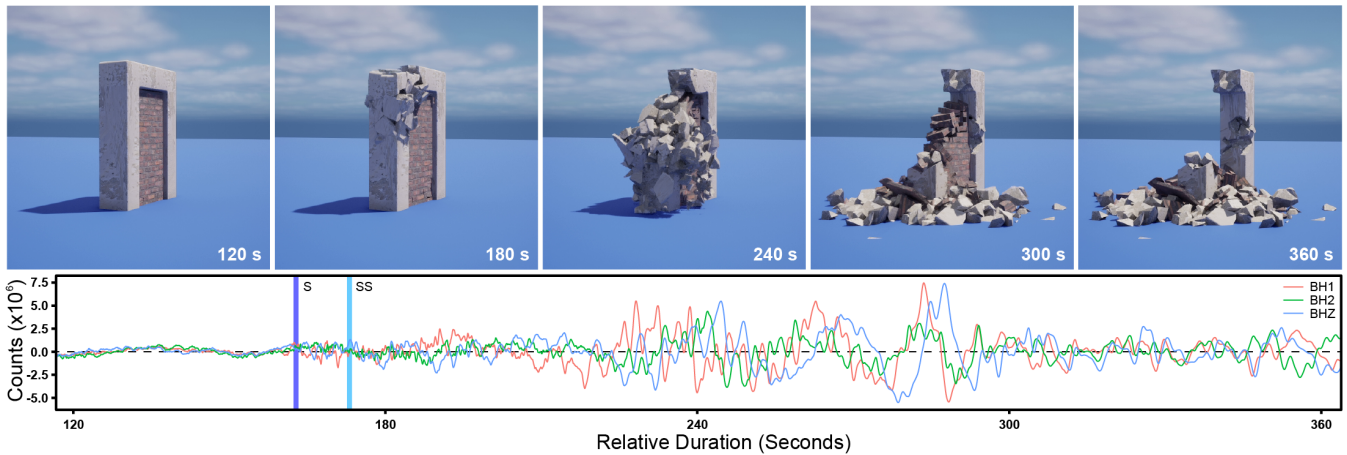 120 s
180 s
240 s
300 s
360 s
S
SS
BH1
BH2
BHZ
Counts (x10⁶)
7.5
5.0
2.5
0.0
-2.5
-5.0
120
180
240
300
360
Relative Duration (Seconds)